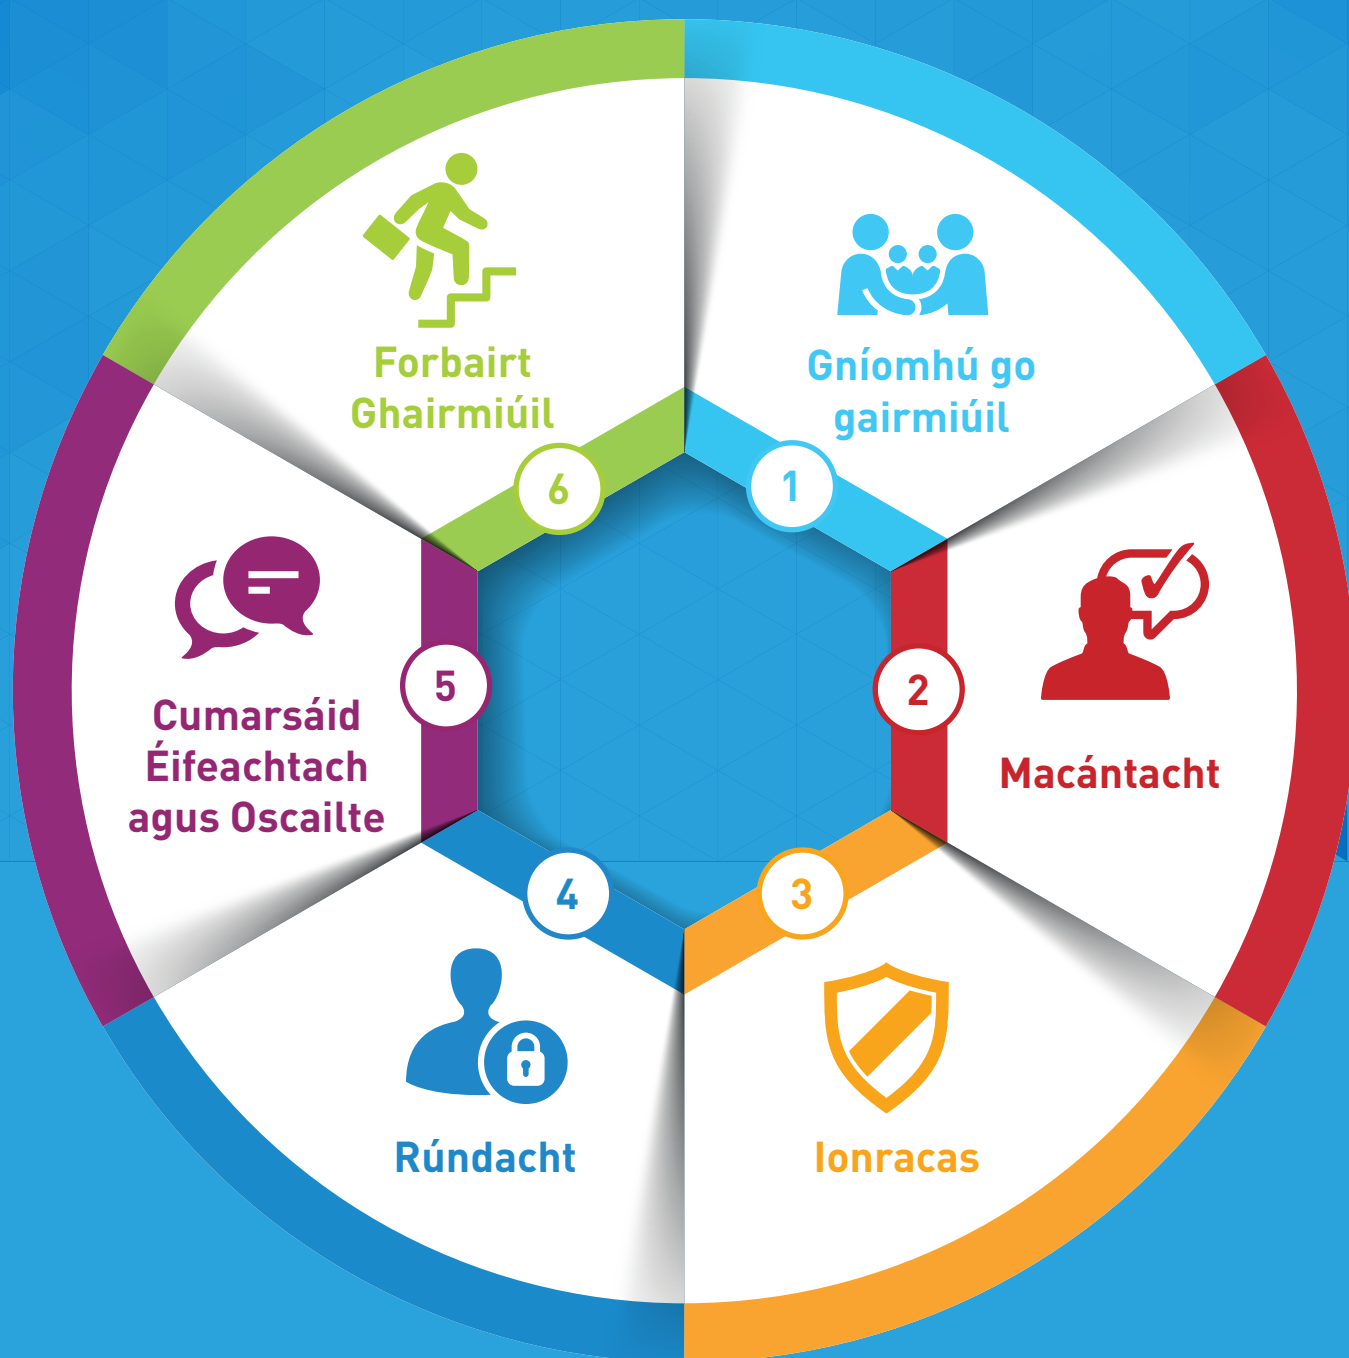 1
Gníomhú go
gairmiúil
2
Macántacht
3
Ionracas
4
Rúndacht
5
Cumarsáid
Éifeachtach
agus Oscailte
6
Forbairt
Ghairmiúil